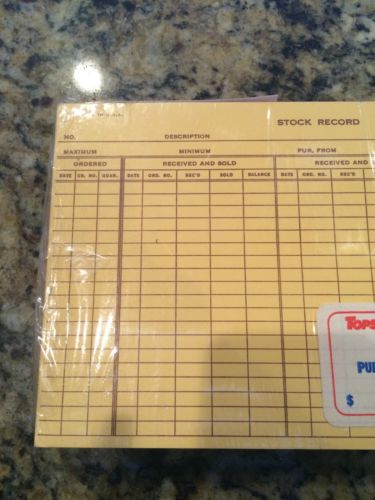 OF U.S.A.
STOCK RECORD
NO. DESCRIPTION
MAXIMUM MINIMUM PUR. FROM
ORDERED RECEIVED AND SOLD RECEIVED AND
DATE OR. NO. QUAN. DATE ORD. NO. REC'D SOLD BALANCE DATE ORD. NO. REC'D
TOPS
PU
$